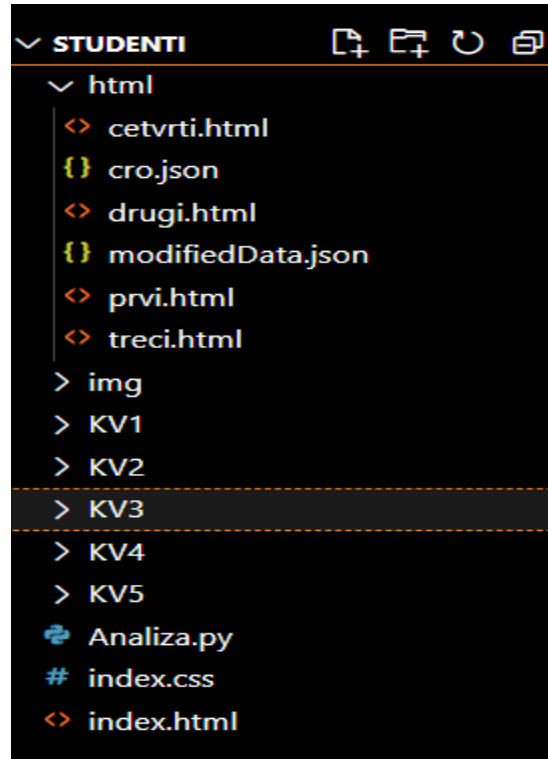 STUDENTI
html
<> cetvrti.html
{} cro.json
<> drugi.html
{} modifiedData.json
<> prvi.html
<> treci.html
img
KV1
KV2
KV3
KV4
KV5
Analiza.py
# index.css
<> index.html